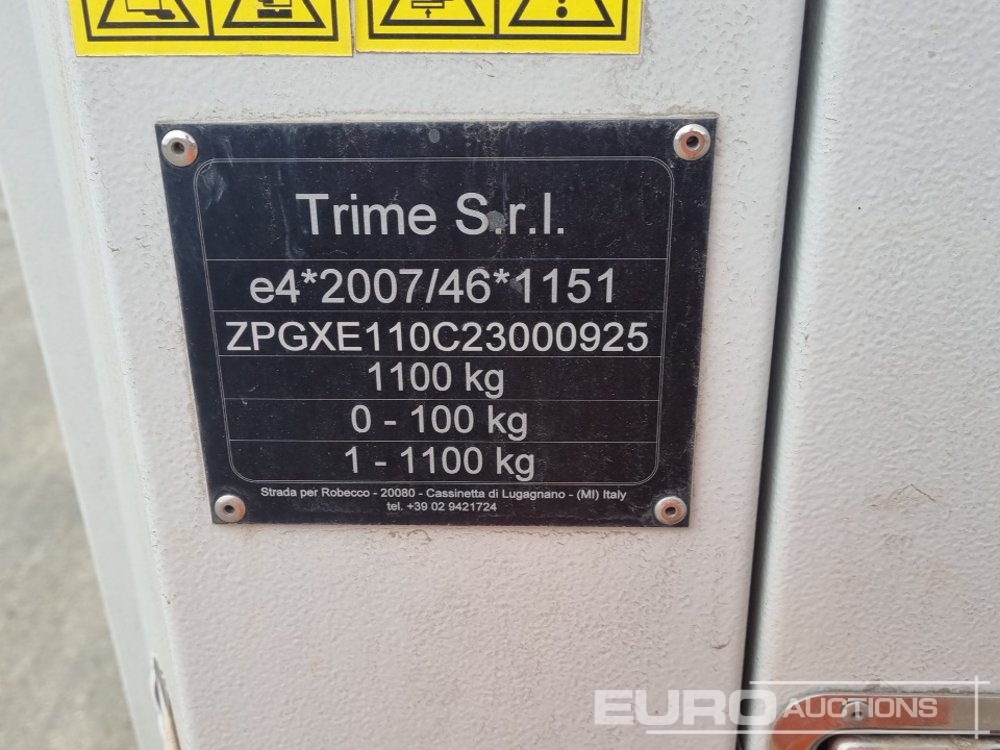 Trime S.r.l.
e4*2007/46*1151
ZPGXE110C23000925
1100 kg
0 - 100 kg
1 - 1100 kg
Strada per Robecco - 20080 - Cassinetta di Lugagnano - (MI) Italy
tel. +39 02 9421724
EURO AUCTIONS